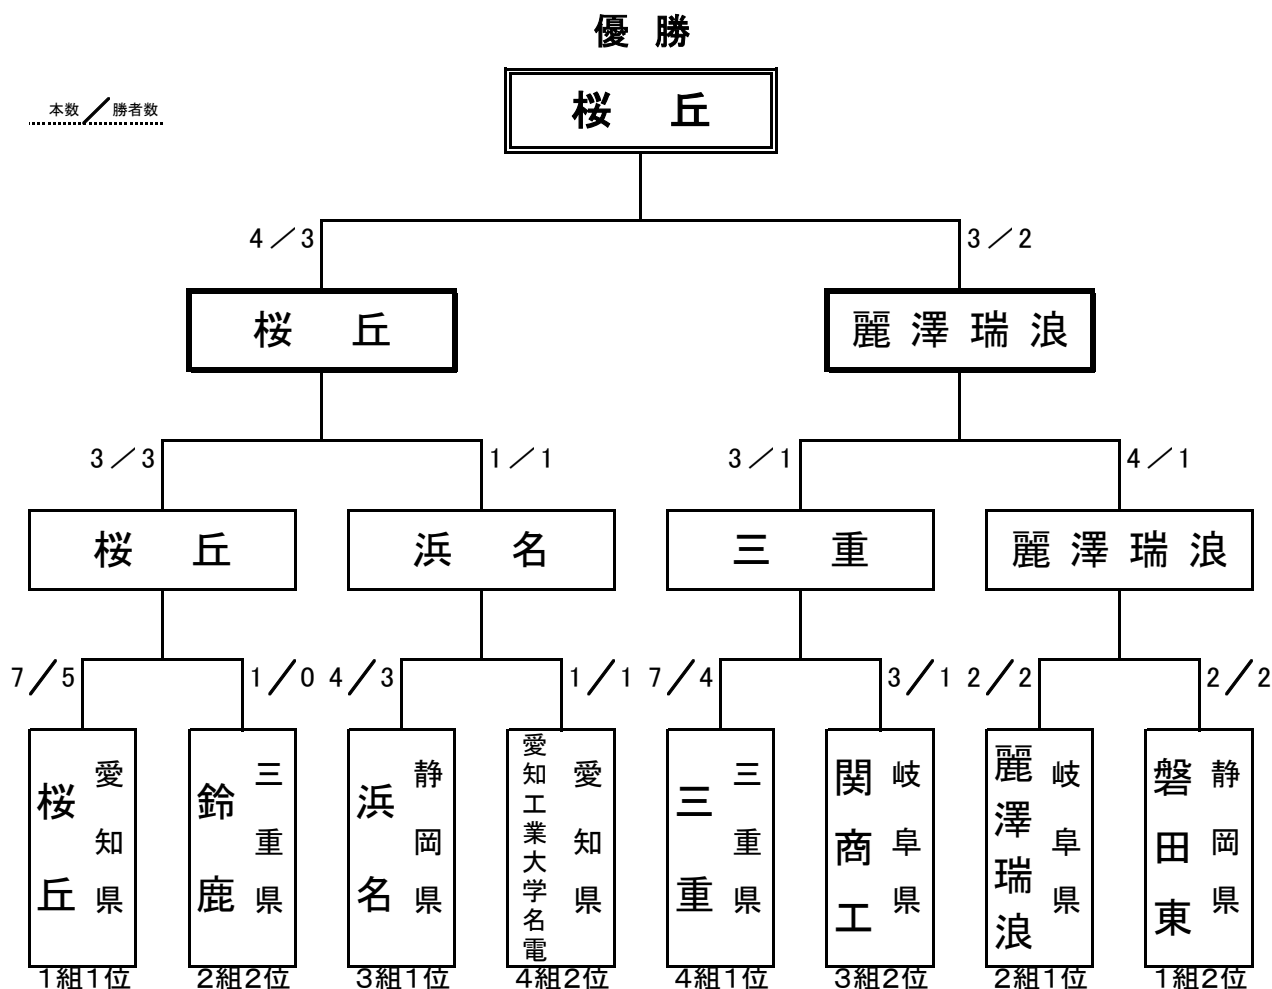 優勝
桜丘
本数／勝者数
4／3
3／2
桜丘
麗澤瑞浪
3／3
1／1
3／1
4／1
桜丘
浜名
三重
麗澤瑞浪
7／5
1／0
4／3
1／1
7／4
3／1
2／2
2／2
桜丘
愛知県
鈴鹿
三重県
浜名
静岡県
愛知工業大学名電
愛知県
三重
三重県
関商工
岐阜県
麗澤瑞浪
岐阜県
磐田東
静岡県
1組1位
2組2位
3組1位
4組2位
4組1位
3組2位
2組1位
1組2位